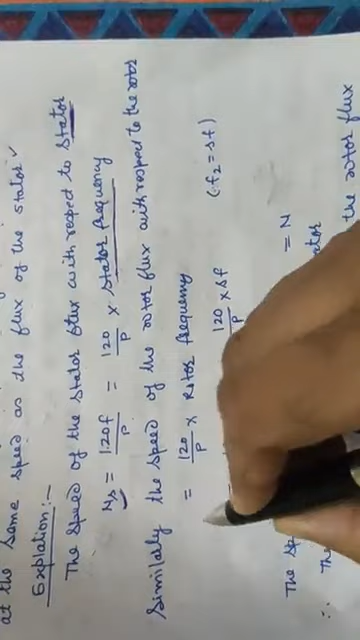 at the same speed as the flux of the stator ✓
Explation:-
The speed of the stator flux with respect to stator
Ns = 120f/P = 120/P × stator frequency
Similarly the speed of the rotor flux with respect to the rotor
= 120/P × Rotor frequency
120/P × sf (∵ f2 = sf)
The sp = N
∴ The rotor flux